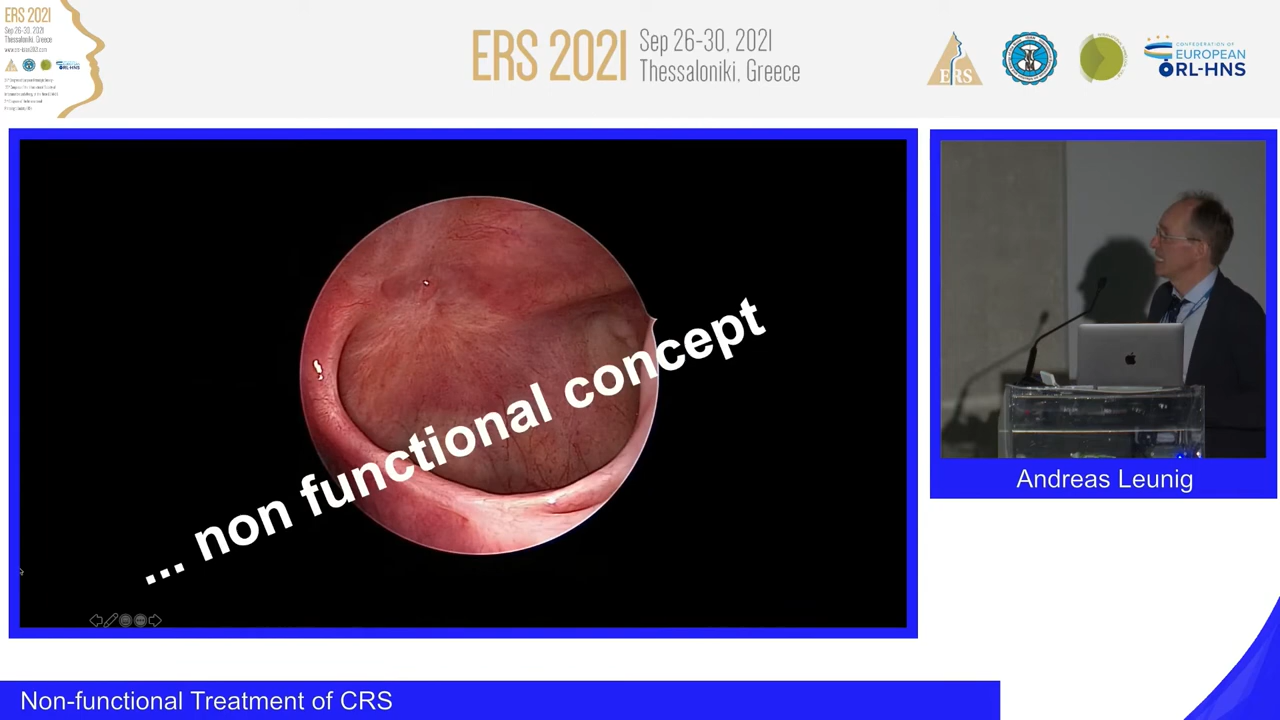 ERS 2021
Sep 26-30, 2021
Thessaloniki, Greece
ERS 2021
Sep 26-30, 2021
Thessaloniki, Greece
ERS
CONFEDERATION OF
EUROPEAN
ORL-HNS
... non functional concept
Andreas Leunig
Non-functional Treatment of CRS